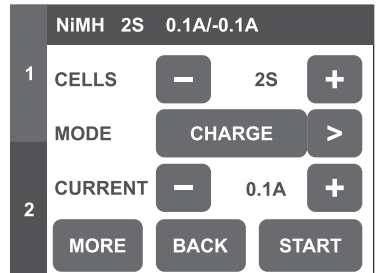 NiMH 2S 0.1A/-0.1A
1
CELLS − 2S +
MODE CHARGE >
CURRENT − 0.1A +
2
MORE BACK START